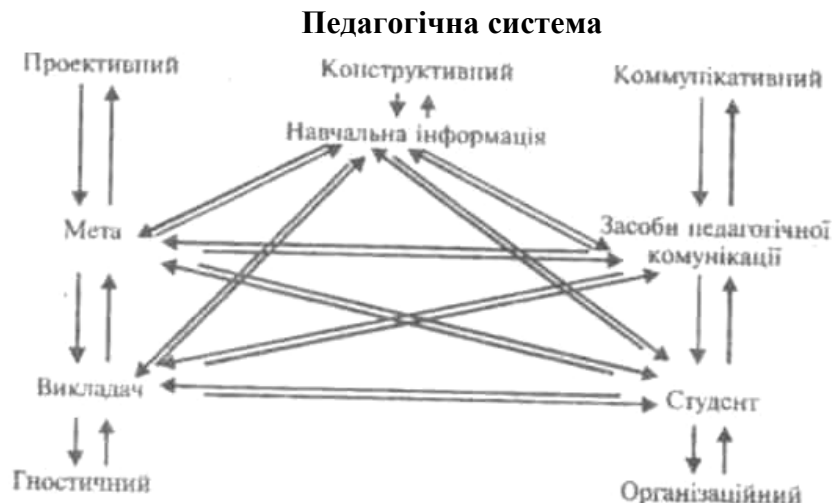 Педагогічна система
Проективний
Конструктивний
Коммунікативний
Навчальна інформація
Мета
Засоби педагогічної
комунікації
Викладач
Студент
Гностичний
Організаційний